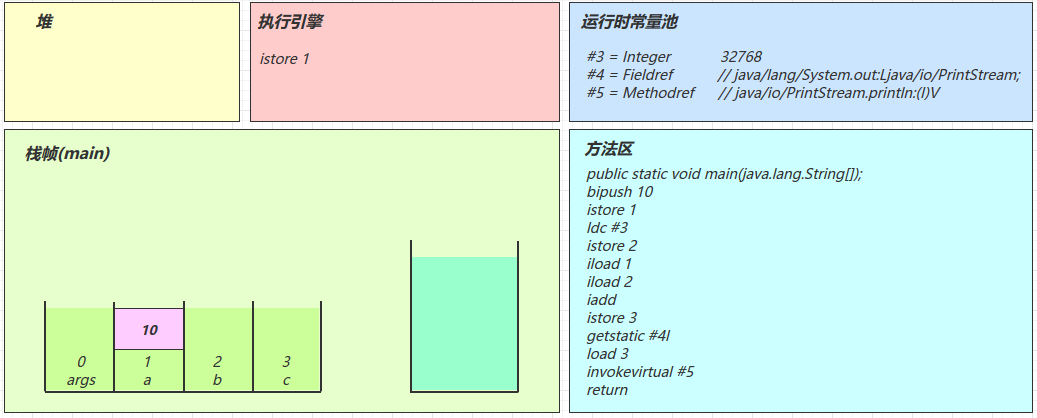 堆
执行引擎
istore 1
运行时常量池
#3 = Integer 32768
#4 = Fieldref // java/lang/System.out:Ljava/io/PrintStream;
#5 = Methodref // java/io/PrintStream.println:(I)V
栈帧(main)
10
0 1 2 3
args a b c
方法区
public static void main(java.lang.String[]);
bipush 10
istore 1
ldc #3
istore 2
iload 1
iload 2
iadd
istore 3
getstatic #4l
load 3
invokevirtual #5
return